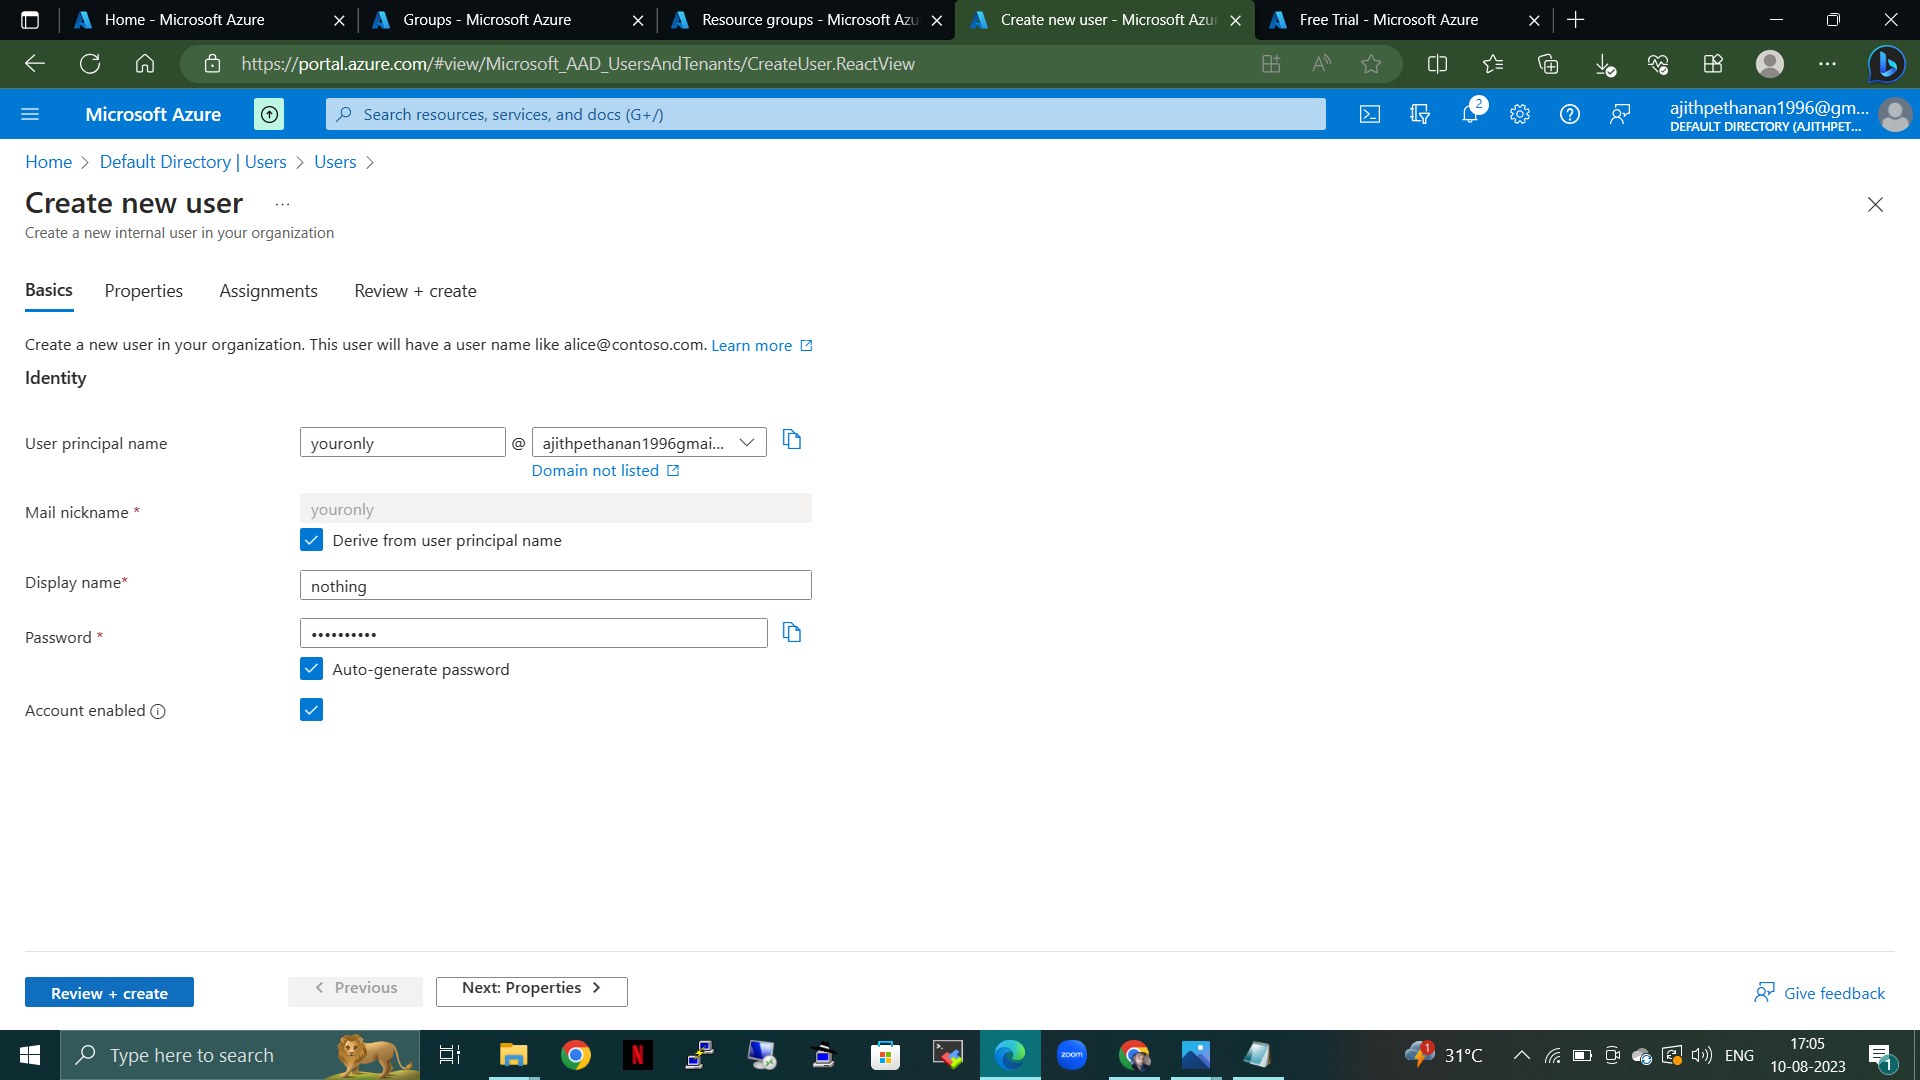 Home - Microsoft Azure
Groups - Microsoft Azure
Resource groups - Microsoft Azu
Create new user - Microsoft Azur
Free Trial - Microsoft Azure
https://portal.azure.com/#view/Microsoft_AAD_UsersAndTenants/CreateUser.ReactView
Microsoft Azure
Search resources, services, and docs (G+/)
2
ajithpethanan1996@gm...
DEFAULT DIRECTORY (AJITHPET...
Home > Default Directory | Users > Users >
Create new user ...
Create a new internal user in your organization
Basics Properties Assignments Review + create
Create a new user in your organization. This user will have a user name like alice@contoso.com. Learn more
Identity
User principal name
youronly @ ajithpethanan1996gmai...
Domain not listed
Mail nickname *
youronly
Derive from user principal name
Display name*
nothing
Password *
••••••••••
Auto-generate password
Account enabled
Review + create
< Previous
Next: Properties >
Give feedback
Type here to search
N
zoom
1
31°C
ENG
17:05
10-08-2023
1